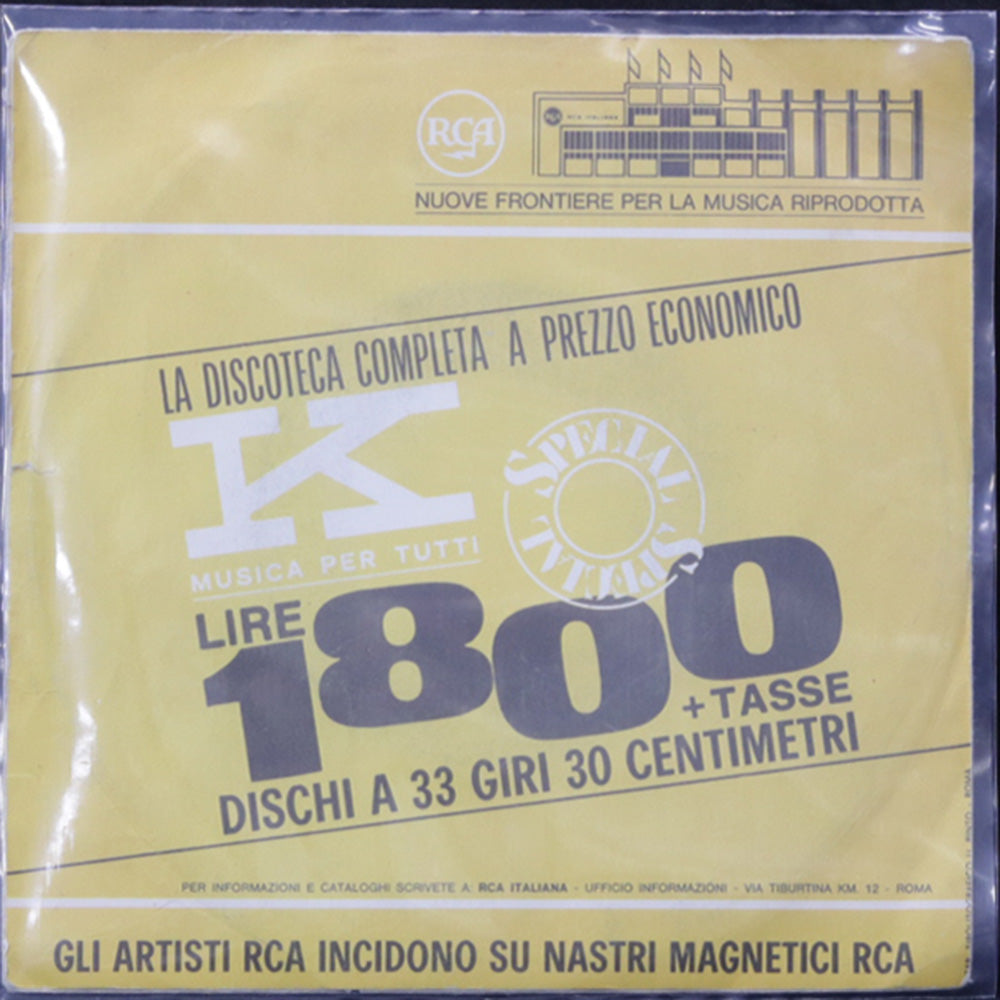 RCA
RCA RCA ITALIANA
NUOVE FRONTIERE PER LA MUSICA RIPRODOTTA
LA DISCOTECA COMPLETA A PREZZO ECONOMICO
K
MUSICA PER TUTTI
SPECIAL
SPECIAL
LIRE
1800
+ TASSE
DISCHI A 33 GIRI 30 CENTIMETRI
PER INFORMAZIONI E CATALOGHI SCRIVETE A: RCA ITALIANA - UFFICIO INFORMAZIONI - VIA TIBURTINA KM. 12 - ROMA
GLI ARTISTI RCA INCIDONO SU NASTRI MAGNETICI RCA
ROMA